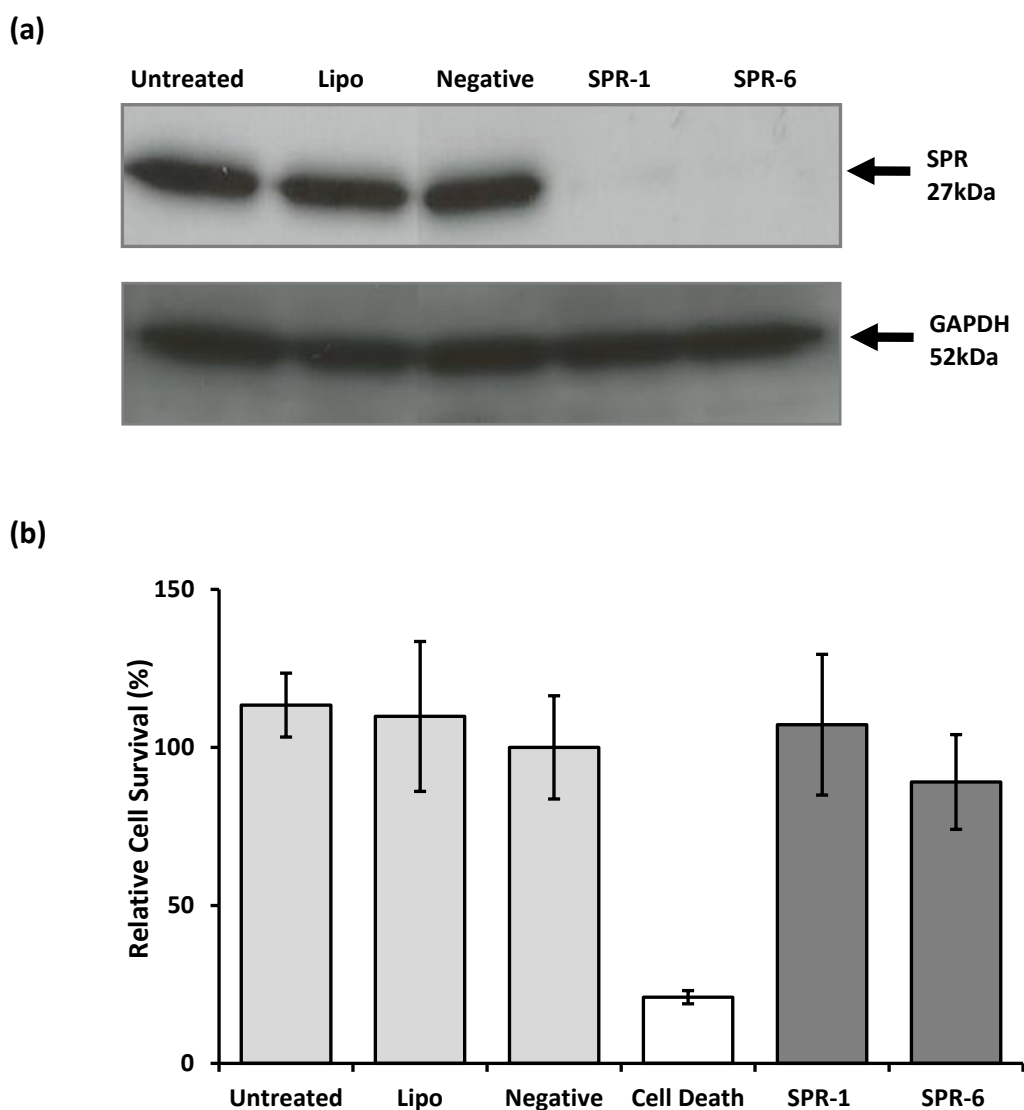 (a)
Untreated Lipo Negative SPR-1 SPR-6
SPR
27kDa
GAPDH
52kDa
(b)
150
100
50
0
Relative Cell Survival (%)
Untreated Lipo Negative Cell Death SPR-1 SPR-6